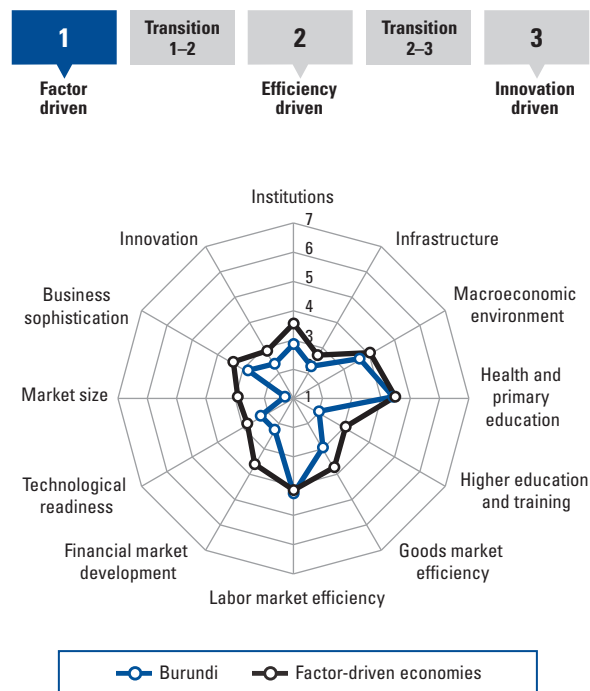 1
Transition
1–2
2
Transition
2–3
3
Factor
driven
Efficiency
driven
Innovation
driven
Institutions
7
Innovation
6
Infrastructure
5
Business
sophistication
Macroeconomic
environment
4
3
Market size
1
Health and
primary
education
Technological
readiness
Higher education
and training
Financial market
development
Goods market
efficiency
Labor market efficiency
Burundi
Factor-driven economies